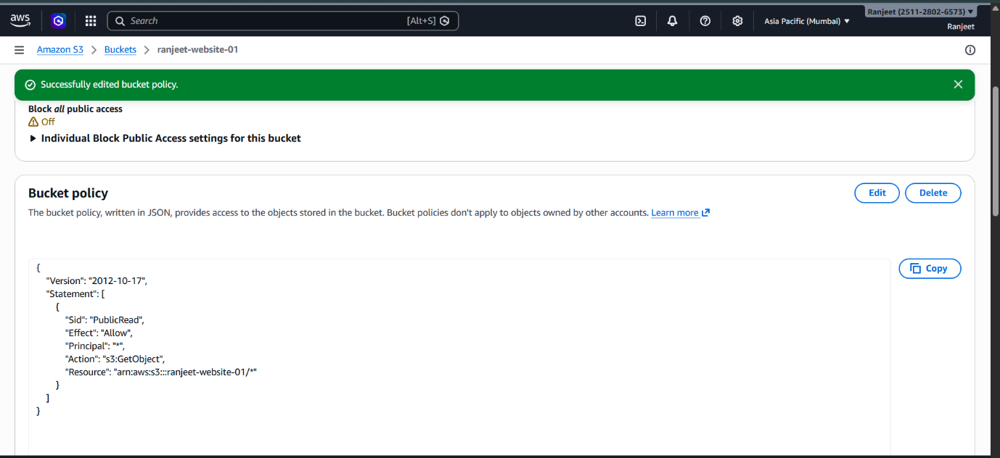 aws
Search
[Alt+S]
Asia Pacific (Mumbai) ▼
Ranjeet (2511-2802-6573) ▼
Ranjeet
Amazon S3 > Buckets > ranjeet-website-01
Successfully edited bucket policy.
Block all public access
Off
Individual Block Public Access settings for this bucket
Bucket policy
Edit
Delete
The bucket policy, written in JSON, provides access to the objects stored in the bucket. Bucket policies don't apply to objects owned by other accounts. Learn more
Copy
{
"Version": "2012-10-17",
"Statement": [
{
"Sid": "PublicRead",
"Effect": "Allow",
"Principal": "*",
"Action": "s3:GetObject",
"Resource": "arn:aws:s3:::ranjeet-website-01/*"
}
]
}